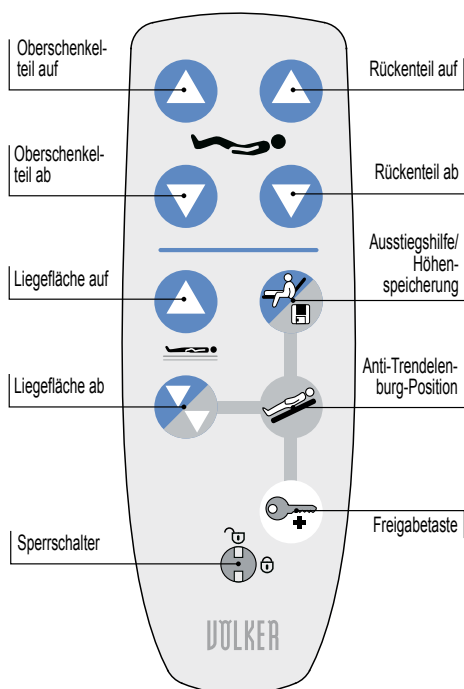 Oberschenkel-
teil auf
Rückenteil auf
Oberschenkel-
teil ab
Rückenteil ab
Ausstiegshilfe/
Höhen-
speicherung
Liegefläche auf
Liegefläche ab
Anti-Trendelen-
burg-Position
Freigabetaste
Sperrschalter
VÖLKER